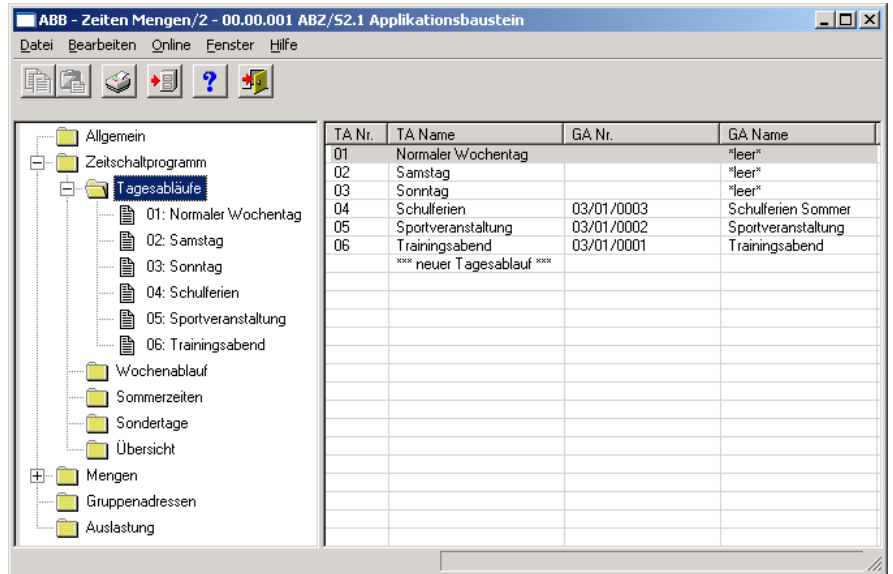 ABB - Zeiten Mengen/2 - 00.00.001 ABZ/S2.1 Applikationsbaustein
Datei Bearbeiten Online Fenster Hilfe
Allgemein
Zeitschaltprogramm
Tagesabläufe
01: Normaler Wochentag
02: Samstag
03: Sonntag
04: Schulferien
05: Sportveranstaltung
06: Trainingsabend
Wochenablauf
Sommerzeiten
Sondertage
Übersicht
Mengen
Gruppenadressen
Auslastung
TA Nr. TA Name GA Nr. GA Name
01 Normaler Wochentag *leer*
02 Samstag *leer*
03 Sonntag *leer*
04 Schulferien 03/01/0003 Schulferien Sommer
05 Sportveranstaltung 03/01/0002 Sportveranstaltung
06 Trainingsabend 03/01/0001 Trainingsabend
*** neuer Tagesablauf ***